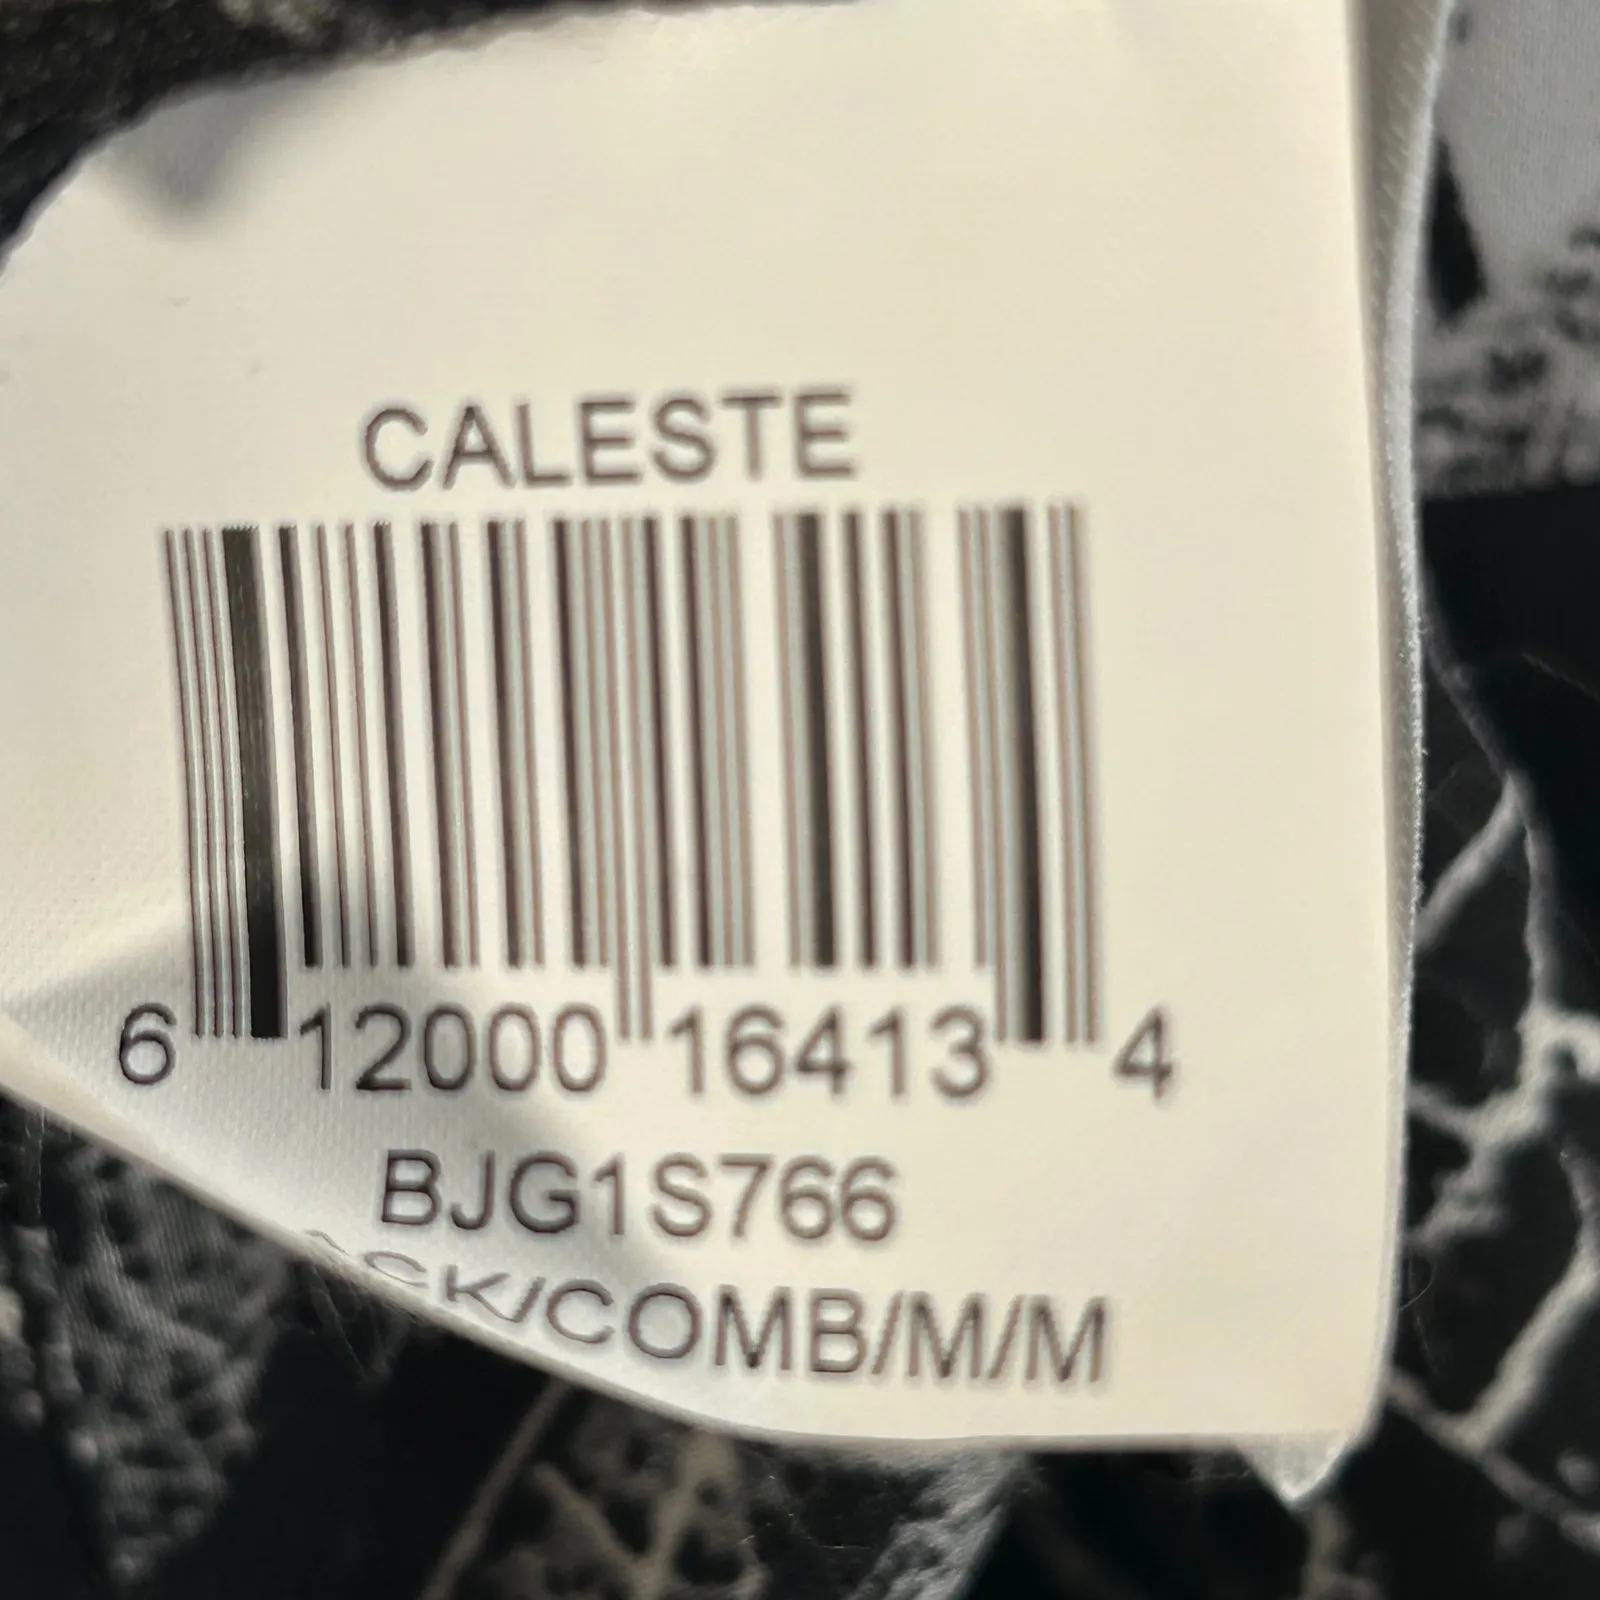 CALESTE
6 12000 16413 4
BJG1S766
CK/COMB/M/M